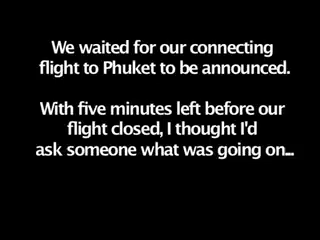 We waited for our connecting
flight to Phuket to be announced.
With five minutes left before our
flight closed, I thought I'd
ask someone what was going on...